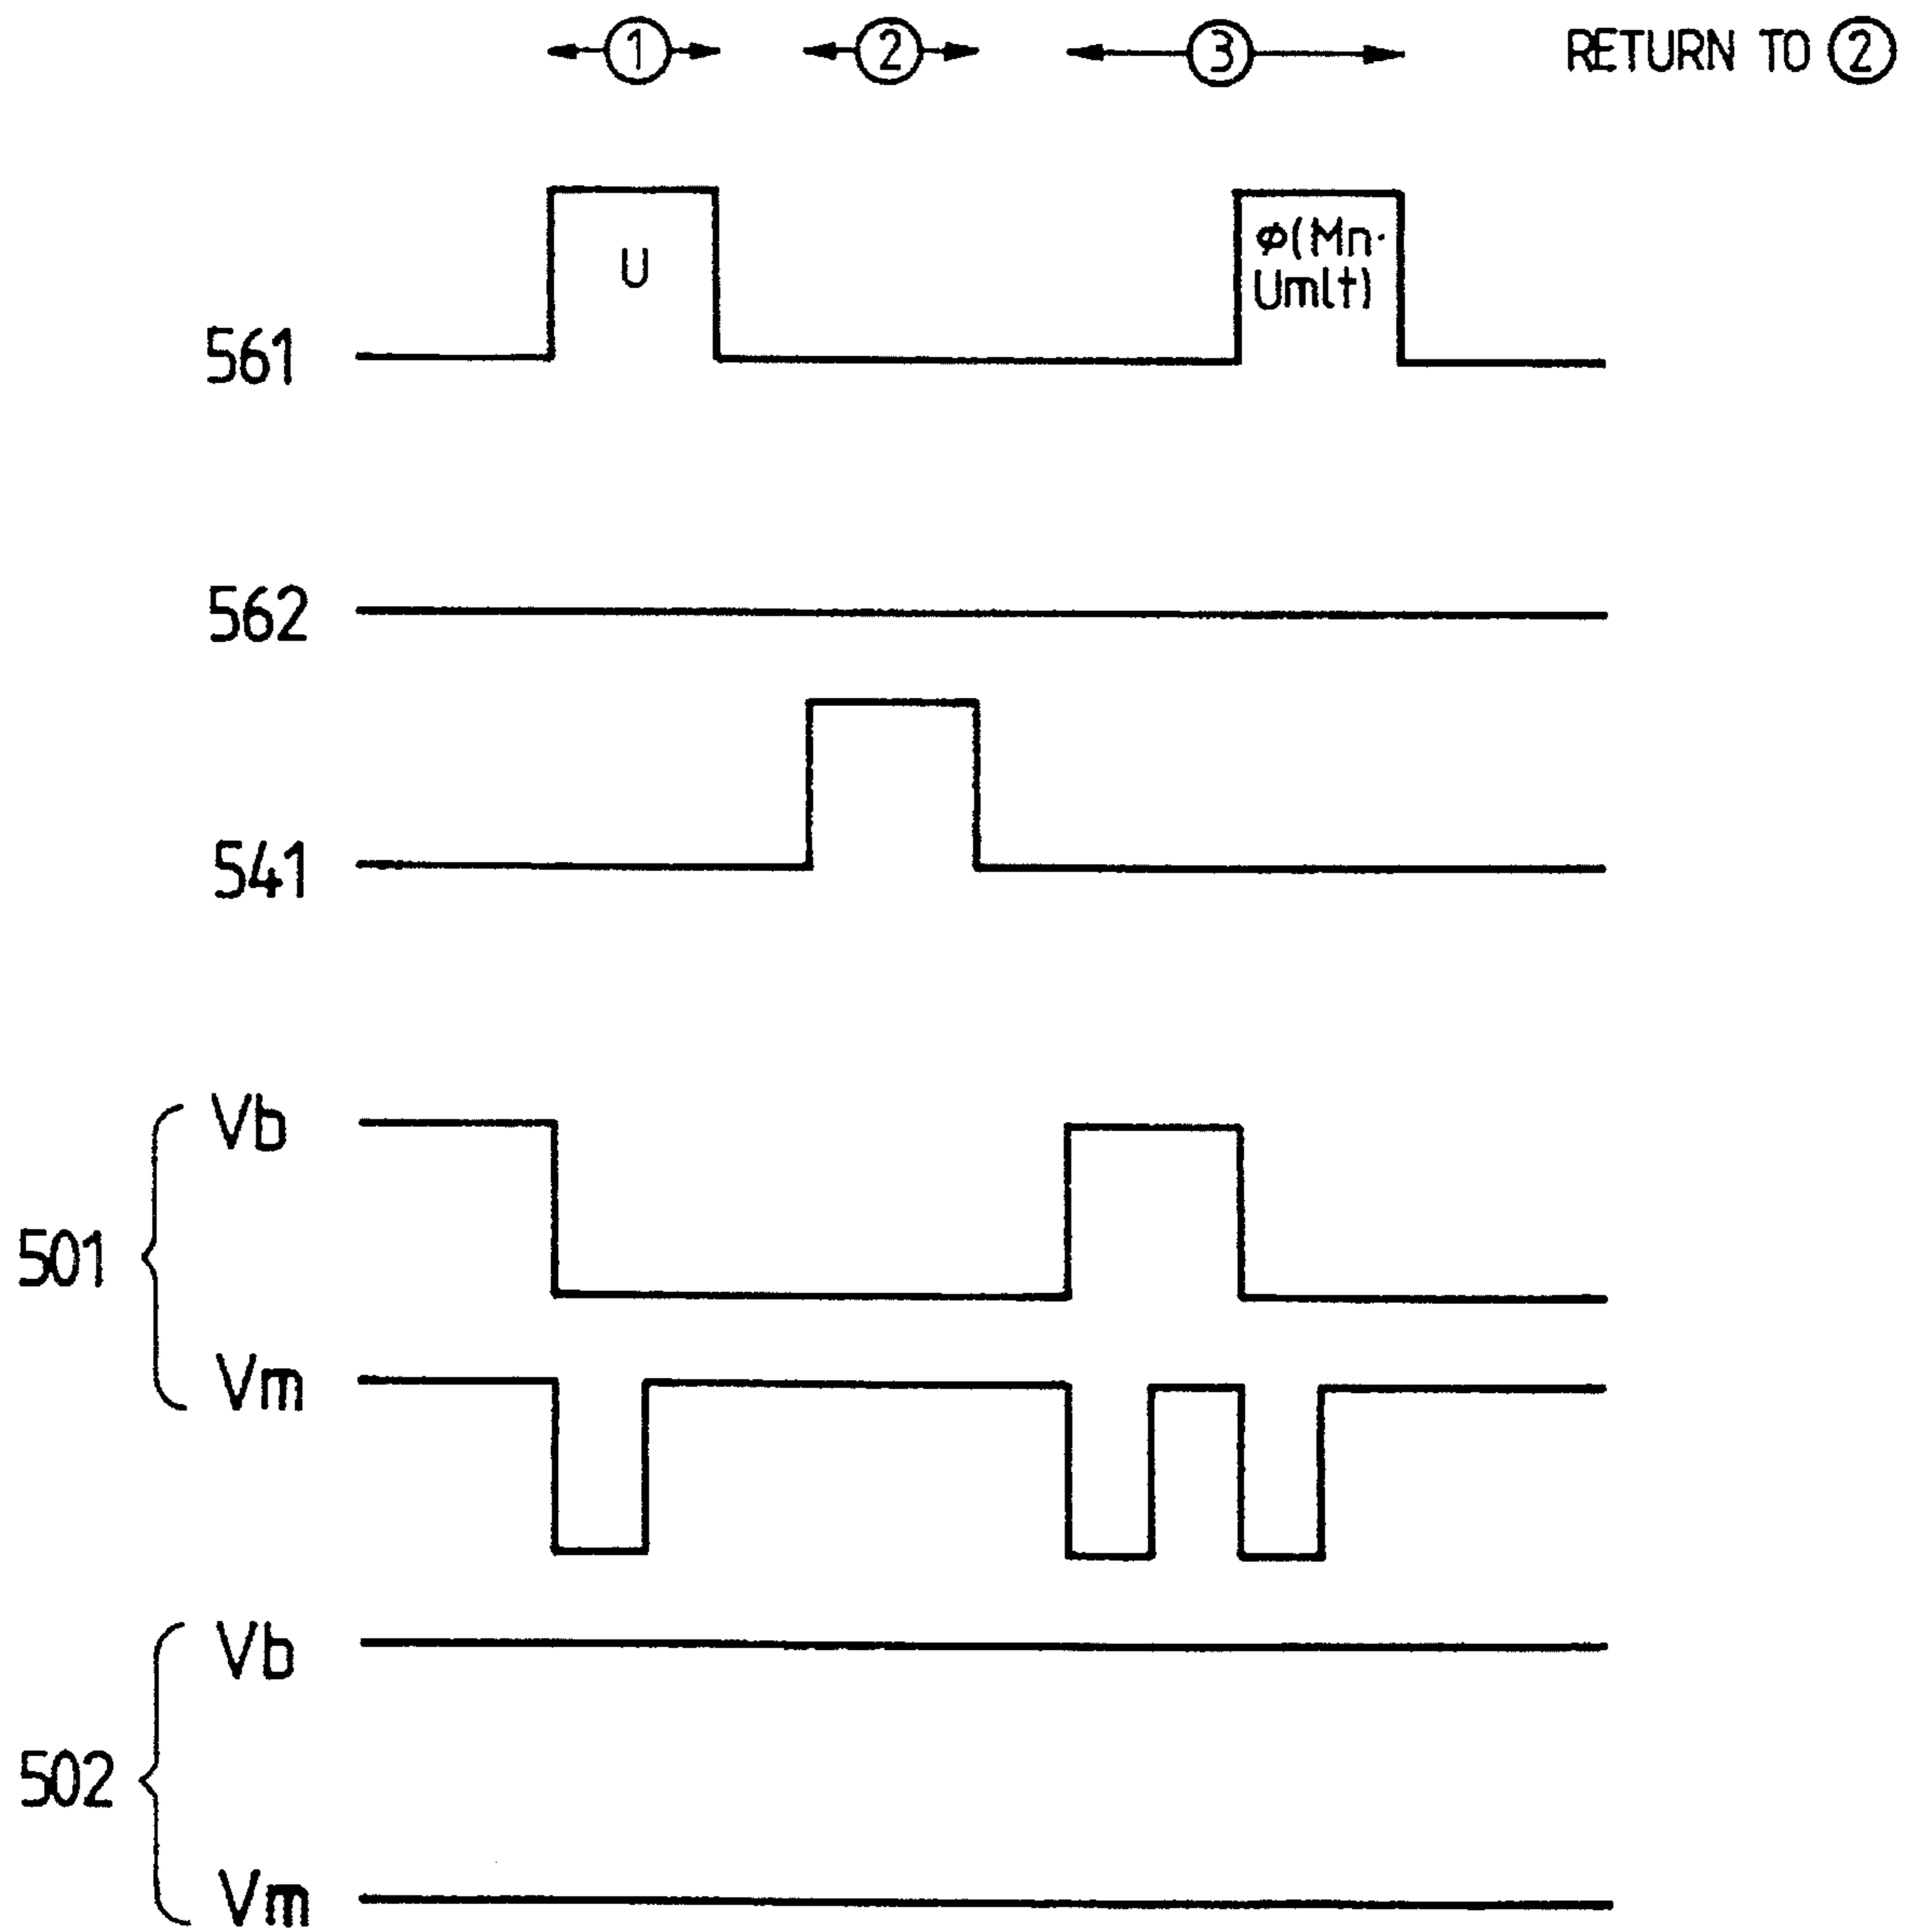 ① ② ③ RETURN TO ②
U
φ(Mn·
Um(t)
561
562
541
Vb
501
Vm
Vb
502
Vm